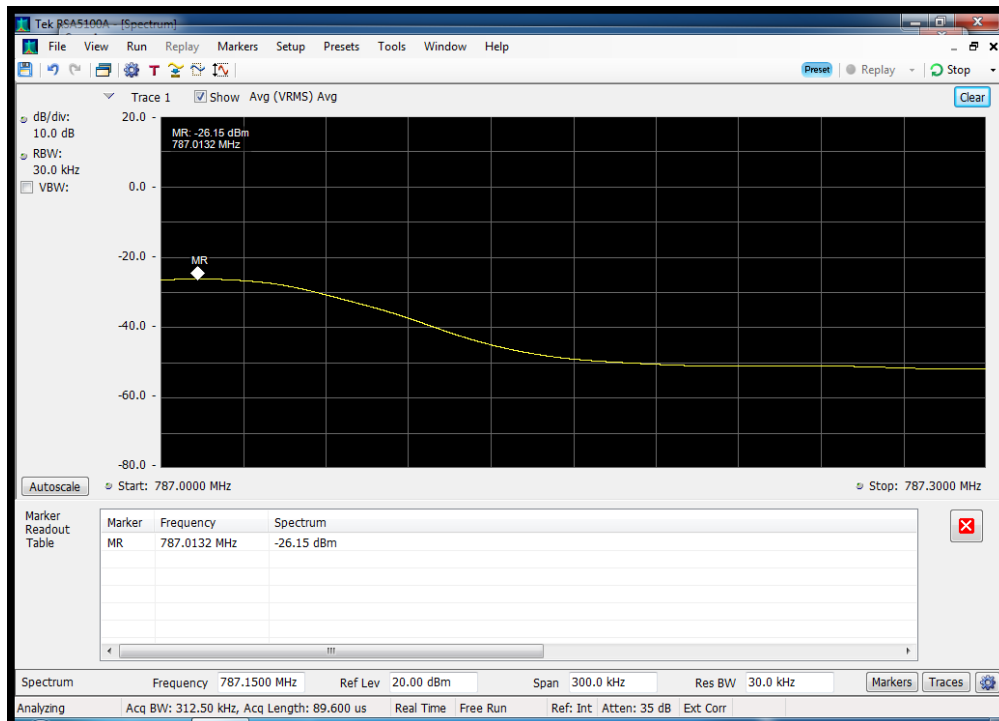 Tek RSA5100A - [Spectrum]
File View Run Replay Markers Setup Presets Tools Window Help
T Preset Replay Stop
Trace 1 Show Avg (VRMS) Avg Clear
dB/div:
10.0 dB
RBW:
30.0 kHz
VBW:
20.0
0.0
-20.0
-40.0
-60.0
-80.0
MR: -26.15 dBm
787.0132 MHz
MR
Autoscale Start: 787.0000 MHz Stop: 787.3000 MHz
Marker
Readout
Table
Marker Frequency Spectrum
MR 787.0132 MHz -26.15 dBm
Spectrum Frequency 787.1500 MHz Ref Lev 20.00 dBm Span 300.0 kHz Res BW 30.0 kHz Markers Traces
Analyzing Acq BW: 312.50 kHz, Acq Length: 89.600 us Real Time Free Run Ref: Int Atten: 35 dB Ext Corr